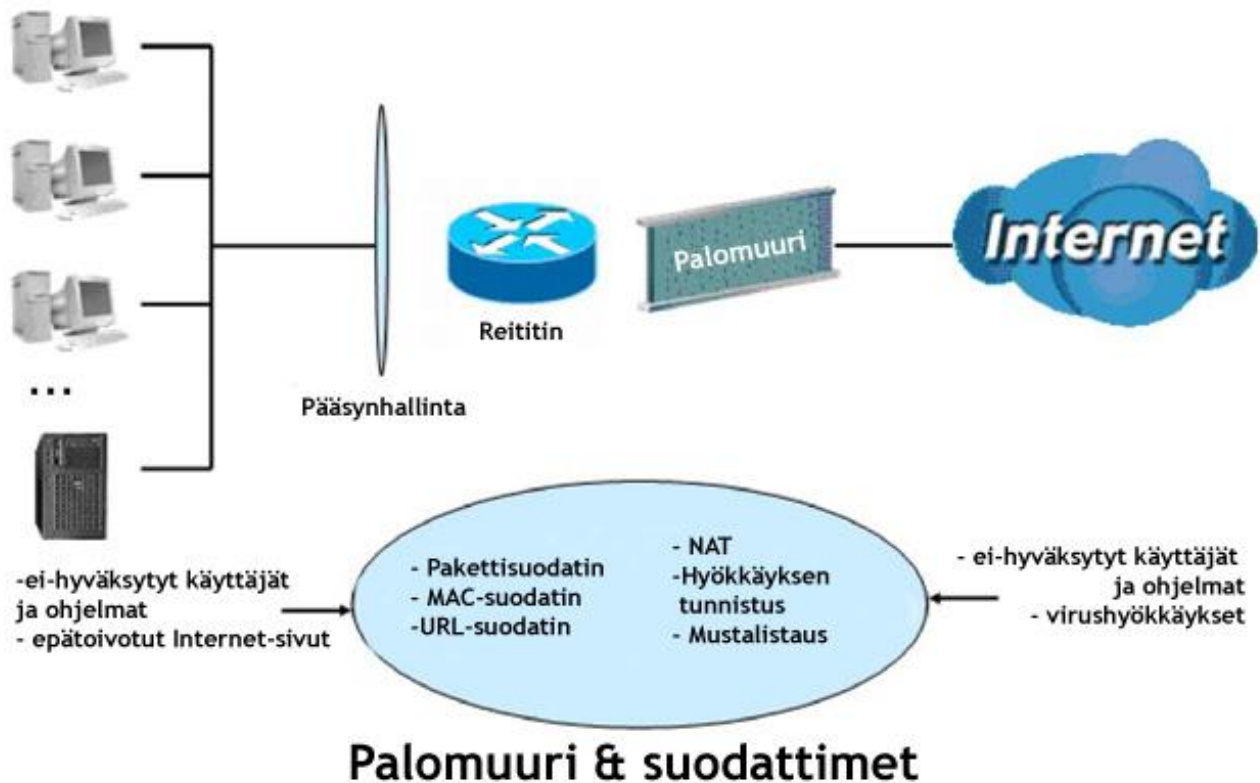 Internet
Palomuuri
Reititin
...
Pääsynhallinta
-ei-hyväksytyt käyttäjät
ja ohjelmat
- epätoivotut Internet-sivut
- Pakettisuodatin
- MAC-suodatin
-URL-suodatin
- NAT
-Hyökkäyksen
tunnistus
- Mustalistaus
- ei-hyväksytyt käyttäjät
ja ohjelmat
- virushyökkäykset
Palomuuri & suodattimet